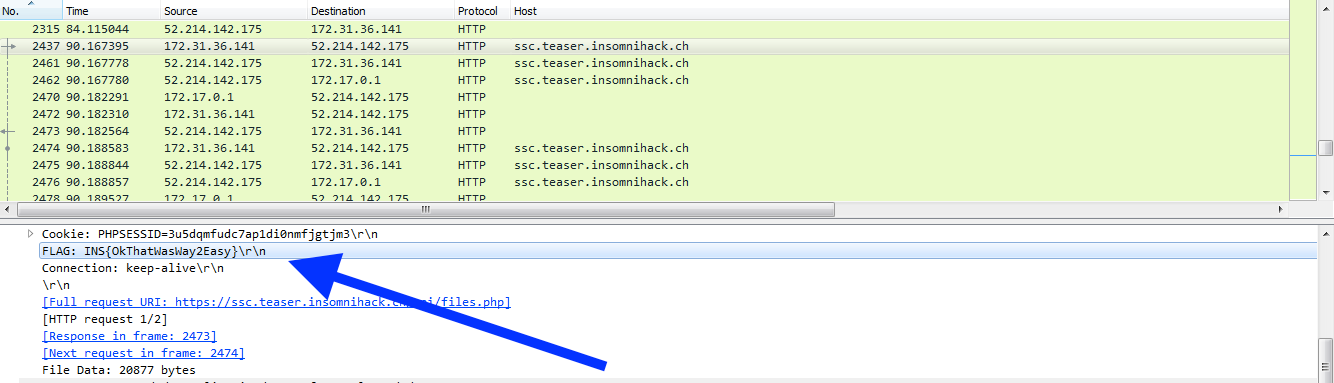 No. Time Source Destination Protocol Host
2315 84.115044 52.214.142.175 172.31.36.141 HTTP
2437 90.167395 172.31.36.141 52.214.142.175 HTTP ssc.teaser.insomnihack.ch
2461 90.167778 52.214.142.175 172.31.36.141 HTTP ssc.teaser.insomnihack.ch
2462 90.167780 52.214.142.175 172.17.0.1 HTTP ssc.teaser.insomnihack.ch
2470 90.182291 172.17.0.1 52.214.142.175 HTTP
2472 90.182310 172.31.36.141 52.214.142.175 HTTP
2473 90.182564 52.214.142.175 172.31.36.141 HTTP
2474 90.188583 172.31.36.141 52.214.142.175 HTTP ssc.teaser.insomnihack.ch
2475 90.188844 52.214.142.175 172.31.36.141 HTTP ssc.teaser.insomnihack.ch
2476 90.188857 52.214.142.175 172.17.0.1 HTTP ssc.teaser.insomnihack.ch
2478 90.189527 172.17.0.1 52.214.142.175 HTTP
Cookie: PHPSESSID=3u5dqmfudc7ap1di0nmfjgtjm3\r\n
FLAG: INS{OkThatWasWay2Easy}\r\n
Connection: keep-alive\r\n
\r\n
[Full request URI: https://ssc.teaser.insomnihack.ch/ /files.php]
[HTTP request 1/2]
[Response in frame: 2473]
[Next request in frame: 2474]
File Data: 20877 bytes